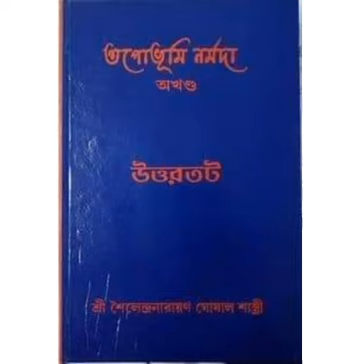 তপোভূমি নর্মদা
অখণ্ড
উত্তরতট
শ্রী শৈলেন্দ্রনারায়ণ ঘোষাল শাস্ত্রী